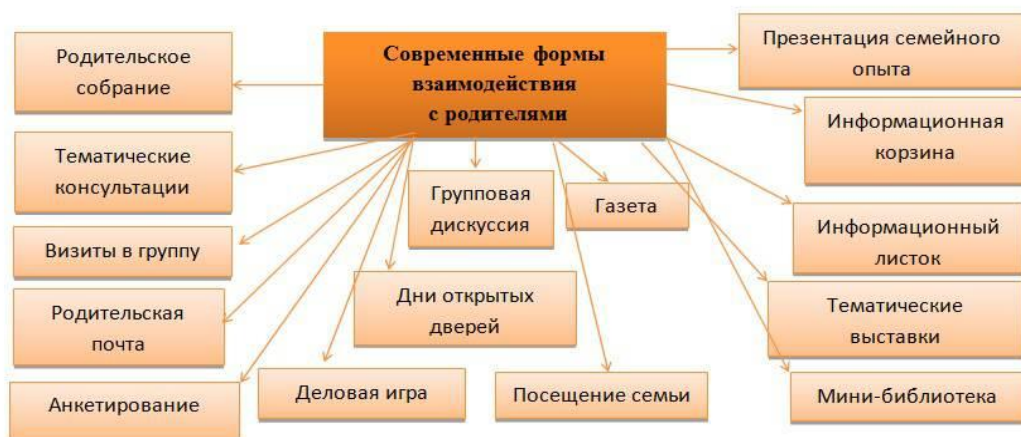 Современные формы
взаимодействия
с родителями
Родительское
собрание
Тематические
консультации
Визиты в группу
Родительская
почта
Анкетирование
Групповая
дискуссия
Газета
Дни открытых
дверей
Деловая игра
Посещение семьи
Презентация семейного
опыта
Информационная
корзина
Информационный
листок
Тематические
выставки
Мини-библиотека